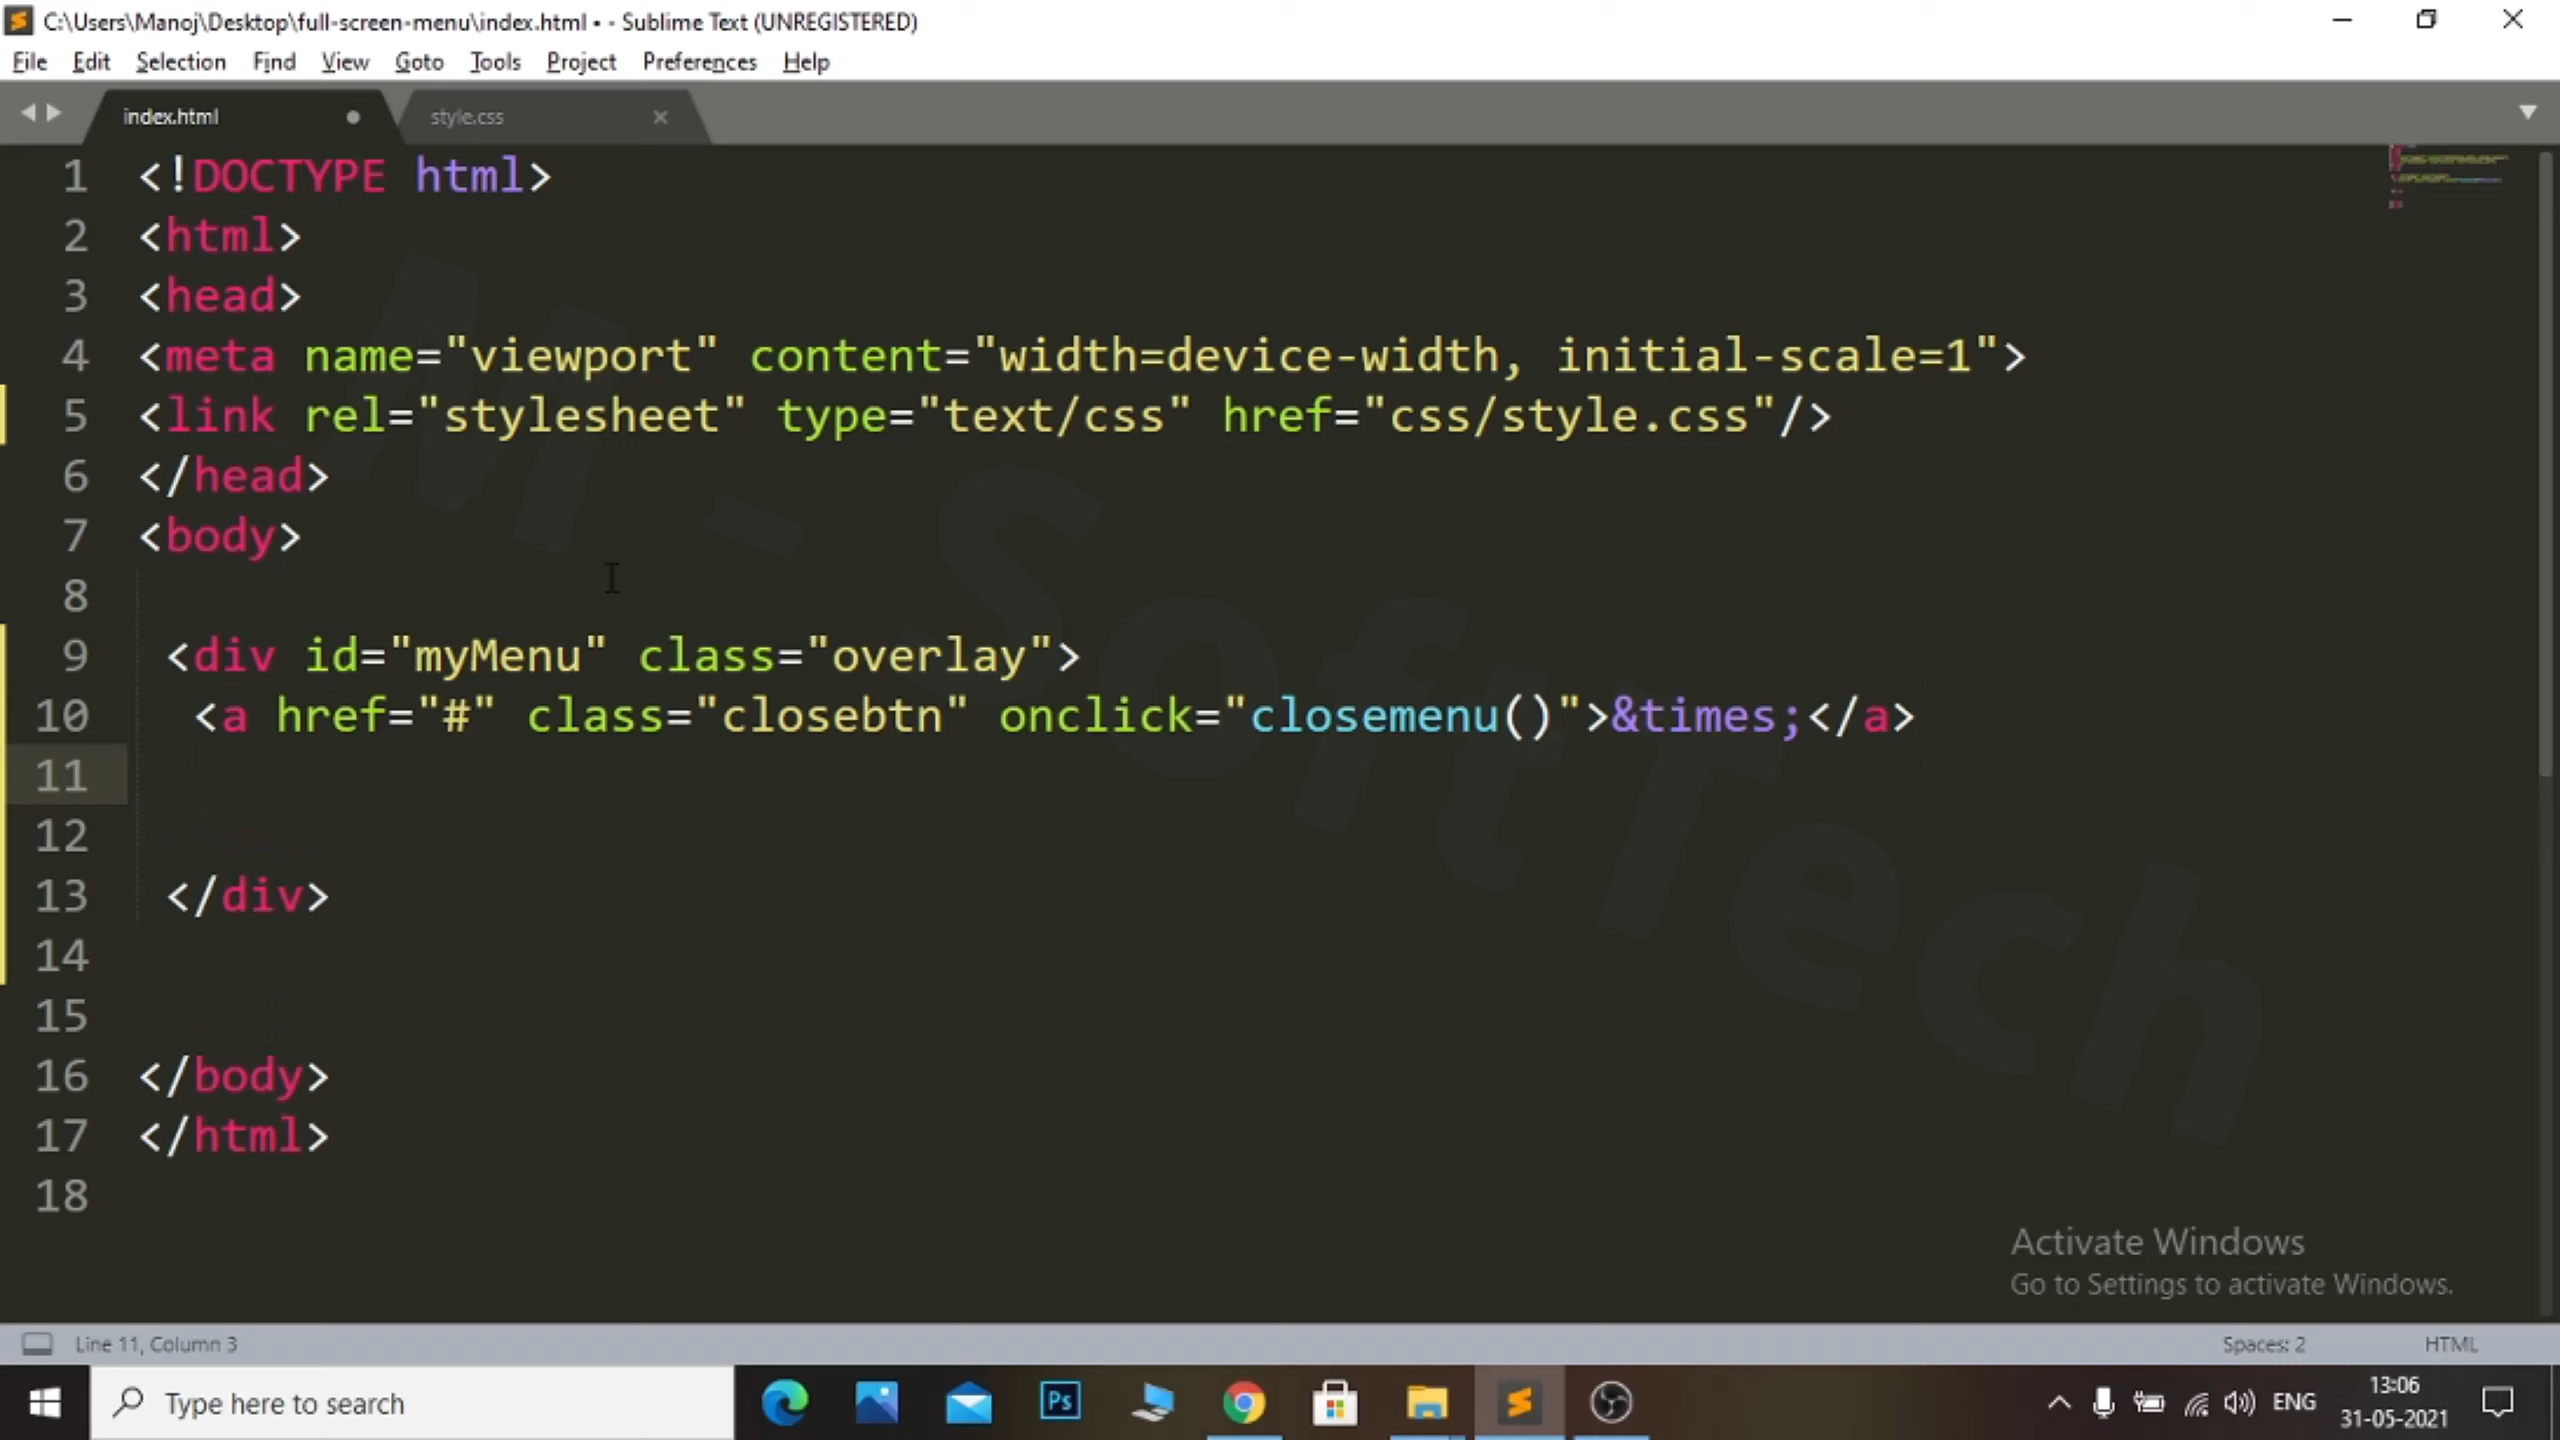 C:\Users\Manoj\Desktop\full-screen-menu\index.html • - Sublime Text (UNREGISTERED)
File Edit Selection Find View Goto Tools Project Preferences Help
index.html style.css
1 <!DOCTYPE html>
2 <html>
3 <head>
4 <meta name="viewport" content="width=device-width, initial-scale=1">
5 <link rel="stylesheet" type="text/css" href="css/style.css"/>
6 </head>
7 <body>
8
9 <div id="myMenu" class="overlay">
10 <a href="#" class="closebtn" onclick="closemenu()">&times;</a>
11
12
13 </div>
14
15
16 </body>
17 </html>
18
M - SoftTech
Activate Windows
Go to Settings to activate Windows.
Line 11, Column 3 Spaces: 2 HTML
Type here to search Ps ENG 13:06
31-05-2021